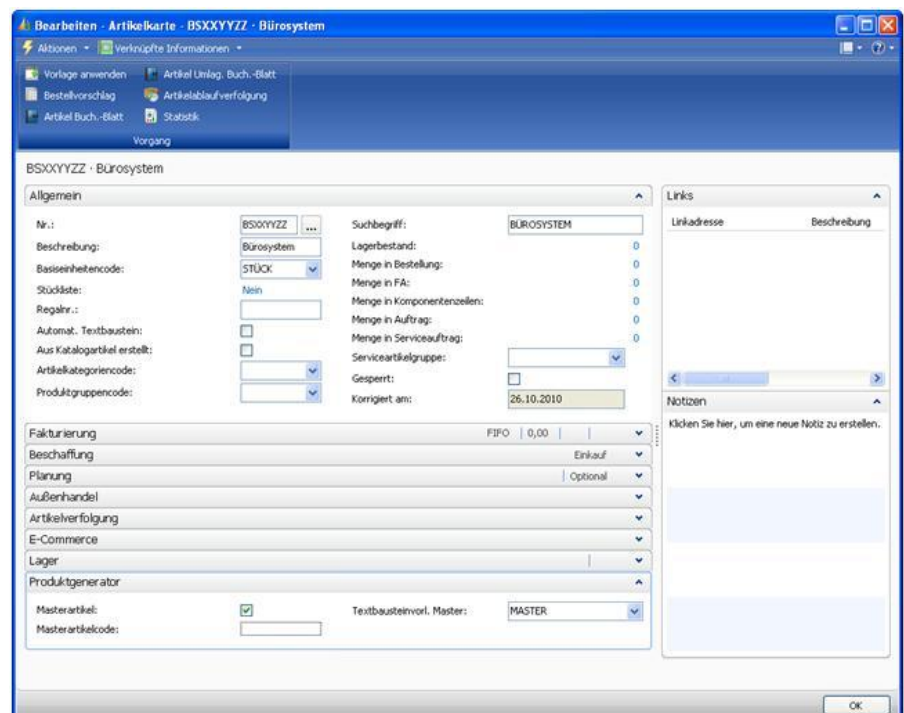 Bearbeiten - Artikelkarte - BSXXYYZZ · Bürosystem
Aktionen Verknüpfte Informationen
Vorlage anwenden Artikel Umlag. Buch.-Blatt
Bestellvorschlag Artikelablaufverfolgung
Artikel Buch.-Blatt Statistik
Vorgang
BSXXYYZZ · Bürosystem
Allgemein
Nr.: BSXXYYZZ ... Suchbegriff: BÜROSYSTEM
Beschreibung: Bürosystem Lagerbestand: 0
Basiseinheitencode: STÜCK Menge in Bestellung: 0
Stückliste: Nein Menge in FA: 0
Regalnr.: Menge in Komponentenzeilen: 0
Automat. Textbaustein: Menge in Auftrag: 0
Aus Katalogartikel erstellt: Menge in Serviceauftrag: 0
Artikelkategoriencode: Serviceartikelgruppe:
Produktgruppencode: Gesperrt:
Korrigiert am: 26.10.2010
Fakturierung FIFO | 0,00 | |
Beschaffung Einkauf
Planung | Optional
Außenhandel
Artikelverfolgung
E-Commerce
Lager |
Produktgenerator
Masterartikel: Textbausteinvorl. Master: MASTER
Masterartikelcode:
Links
Linkadresse Beschreibung
Notizen
Klicken Sie hier, um eine neue Notiz zu erstellen.
OK